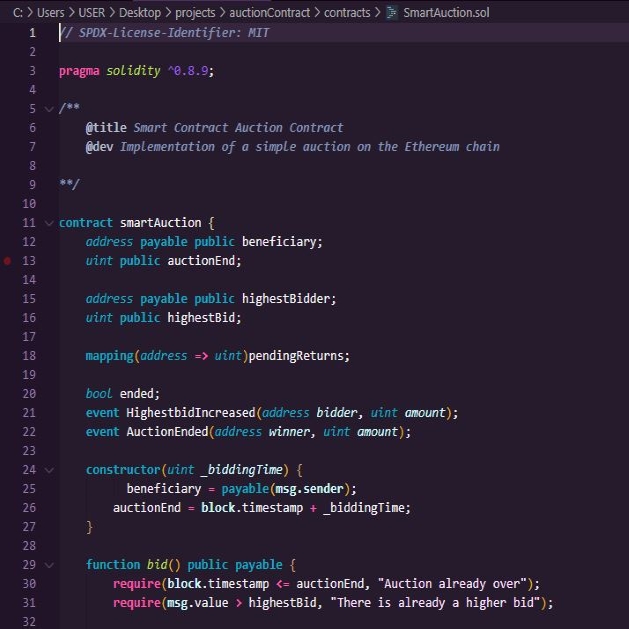 C: > Users > USER > Desktop > projects > auctionContract > contracts > SmartAuction.sol
1 // SPDX-License-Identifier: MIT
2
3 pragma solidity ^0.8.9;
4
5 /**
6 @title Smart Contract Auction Contract
7 @dev Implementation of a simple auction on the Ethereum chain
8
9 **/
10
11 contract smartAuction {
12 address payable public beneficiary;
13 uint public auctionEnd;
14
15 address payable public highestBidder;
16 uint public highestBid;
17
18 mapping(address => uint)pendingReturns;
19
20 bool ended;
21 event HighestbidIncreased(address bidder, uint amount);
22 event AuctionEnded(address winner, uint amount);
23
24 constructor(uint _biddingTime) {
25 beneficiary = payable(msg.sender);
26 auctionEnd = block.timestamp + _biddingTime;
27 }
28
29 function bid() public payable {
30 require(block.timestamp <= auctionEnd, "Auction already over");
31 require(msg.value > highestBid, "There is already a higher bid");
32